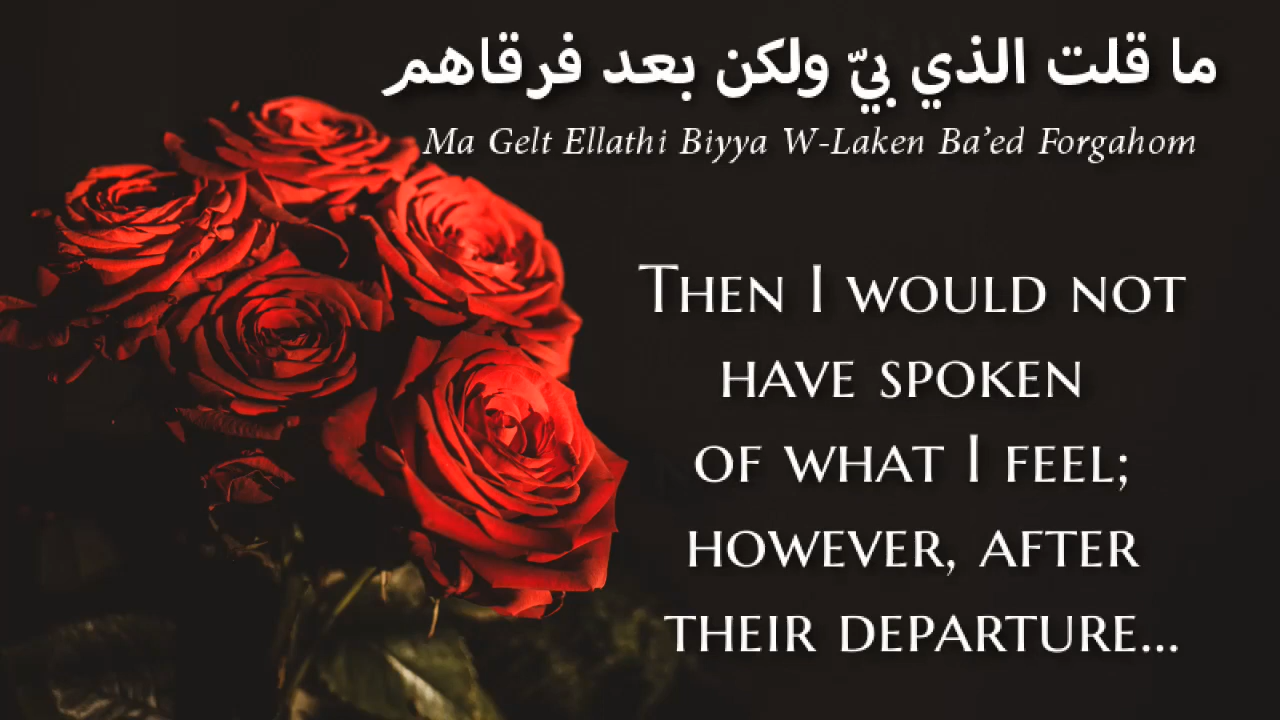 ما قلت الذي بيّ ولكن بعد فرقاهم
Ma Gelt Ellathi Biyya W-Laken Ba’ed Forgahom
Then I would not
have spoken
of what I feel;
however, after
their departure...